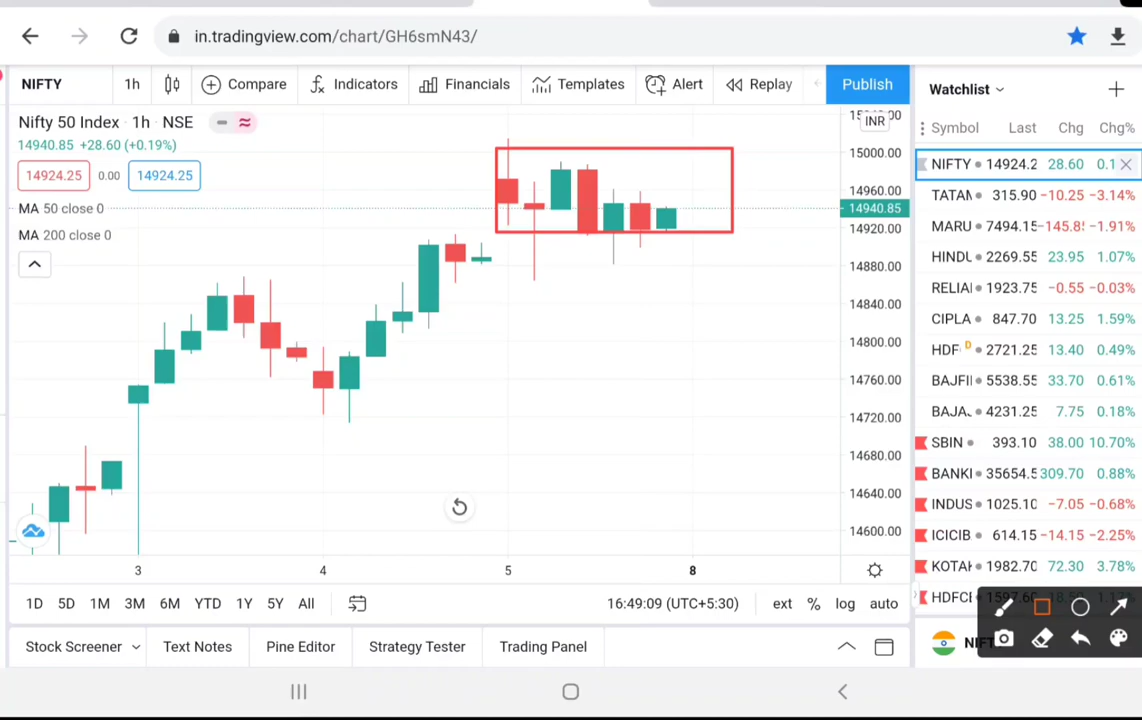 in.tradingview.com/chart/GH6smN43/
NIFTY 1h Compare Indicators Financials Templates Alert Replay Publish
Watchlist
Nifty 50 Index · 1h · NSE
14940.85 +28.60 (+0.19%)
14924.25 0.00 14924.25
MA 50 close 0
MA 200 close 0
INR
15000.00
14960.00
14940.85
14920.00
14880.00
14840.00
14800.00
14760.00
14720.00
14680.00
14640.00
14600.00
3 4 5 8
Symbol Last Chg Chg%
NIFTY 14924.2 28.60 0.1
TATAM 315.90 −10.25 −3.14%
MARU 7494.15 −145.8 −1.91%
HINDU 2269.55 23.95 1.07%
RELIA 1923.75 −0.55 −0.03%
CIPLA 847.70 13.25 1.59%
HDF D 2721.25 13.40 0.49%
BAJFI 5538.55 33.70 0.61%
BAJA 4231.25 7.75 0.18%
SBIN 393.10 38.00 10.70%
BANKI 35654.5 309.70 0.88%
INDUS 1025.10 −7.05 −0.68%
ICICIB 614.15 −14.15 −2.25%
KOTAK 1982.70 72.30 3.78%
HDFC
1D 5D 1M 3M 6M YTD 1Y 5Y All
16:49:09 (UTC+5:30) ext % log auto
Stock Screener Text Notes Pine Editor Strategy Tester Trading Panel